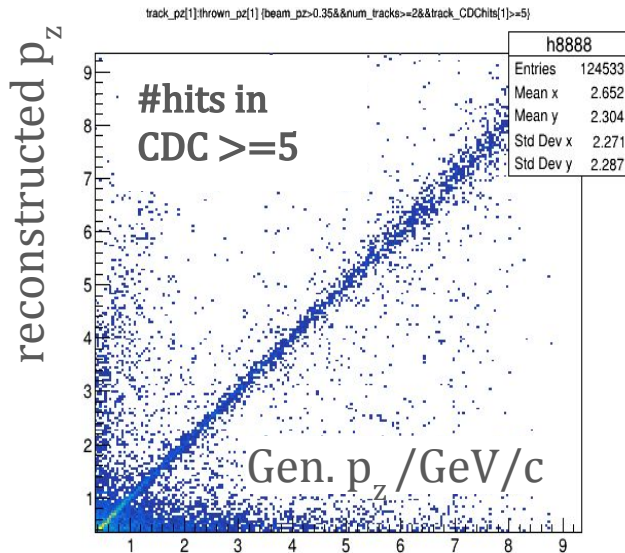 track_pz[1]:thrown_pz[1] {beam_pz>0.35&&num_tracks>=2&&track_CDChits[1]>=5}
h8888
Entries 124533
Mean x 2.652
Mean y 2.304
Std Dev x 2.271
Std Dev y 2.287
reconstructed pz
#hits in
CDC >=5
9
8
7
6
5
4
3
2
1
Gen. pz /GeV/c
1 2 3 4 5 6 7 8 9